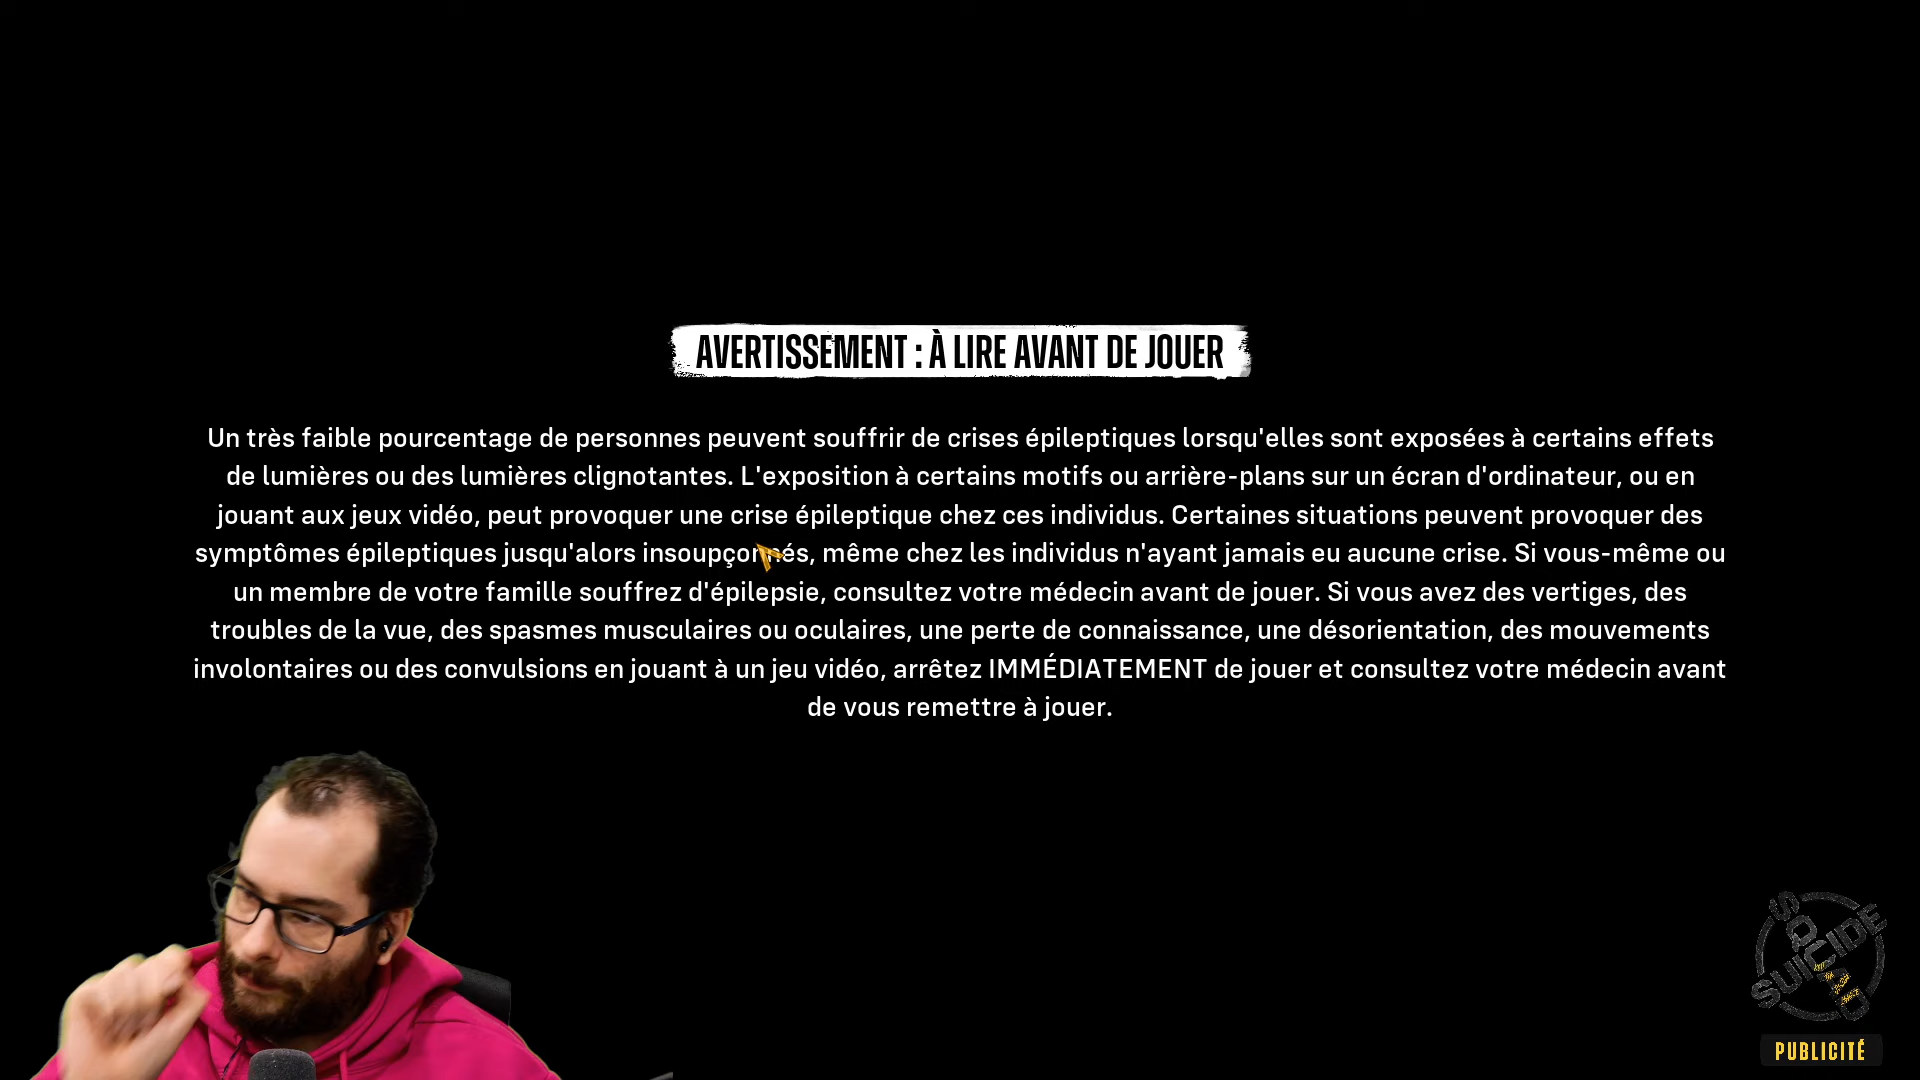 AVERTISSEMENT : À LIRE AVANT DE JOUER
Un très faible pourcentage de personnes peuvent souffrir de crises épileptiques lorsqu'elles sont exposées à certains effets
de lumières ou des lumières clignotantes. L'exposition à certains motifs ou arrière-plans sur un écran d'ordinateur, ou en
jouant aux jeux vidéo, peut provoquer une crise épileptique chez ces individus. Certaines situations peuvent provoquer des
symptômes épileptiques jusqu'alors insoupçonnés, même chez les individus n'ayant jamais eu aucune crise. Si vous-même ou
un membre de votre famille souffrez d'épilepsie, consultez votre médecin avant de jouer. Si vous avez des vertiges, des
troubles de la vue, des spasmes musculaires ou oculaires, une perte de connaissance, une désorientation, des mouvements
involontaires ou des convulsions en jouant à un jeu vidéo, arrêtez IMMÉDIATEMENT de jouer et consultez votre médecin avant
de vous remettre à jouer.
SUICIDE
SQUAD
PUBLICITÉ